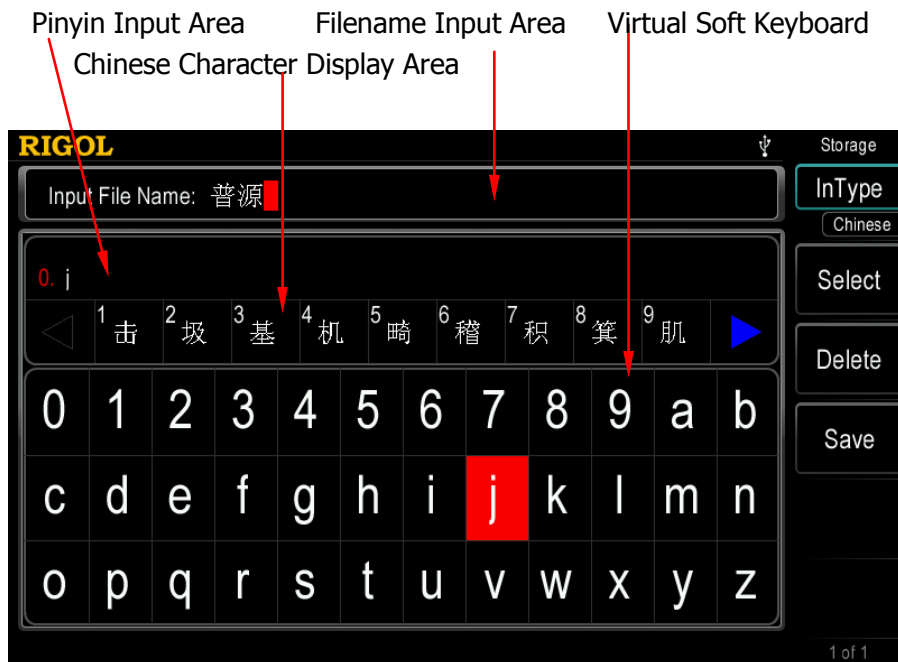 Pinyin Input Area Filename Input Area Virtual Soft Keyboard
Chinese Character Display Area
RIGOL Storage
Input File Name: 普源 InType
Chinese
0. j Select
1 击 2 圾 3 基 4 机 5 畸 6 稽 7 积 8 箕 9 肌
Delete
0 1 2 3 4 5 6 7 8 9 a b
Save
c d e f g h i j k l m n
o p q r s t u v w x y z
1 of 1